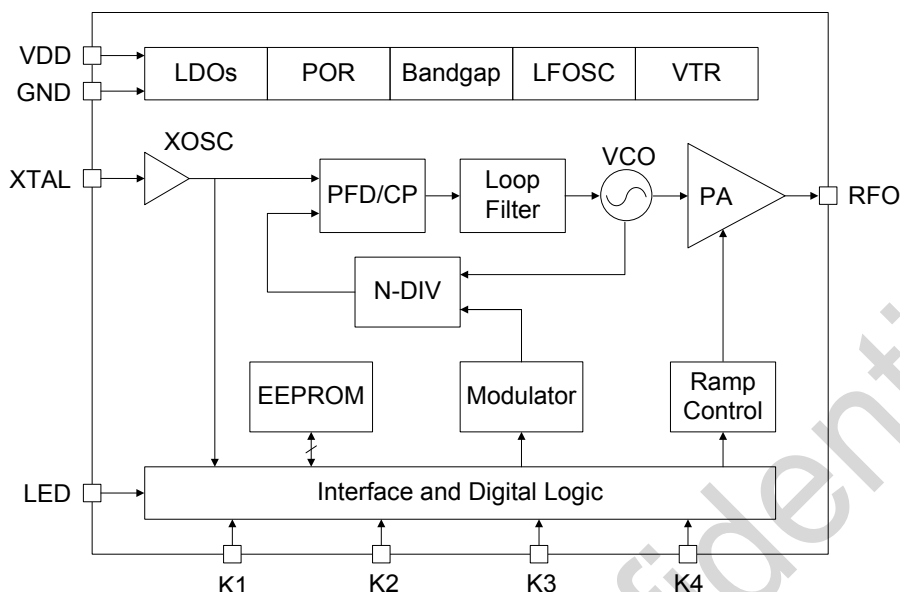 VDD
GND
LDOs
POR
Bandgap
LFOSC
VTR
XOSC
XTAL
PFD/CP
Loop
Filter
VCO
PA
RFO
N-DIV
EEPROM
Modulator
Ramp
Control
LED
Interface and Digital Logic
K1
K2
K3
K4